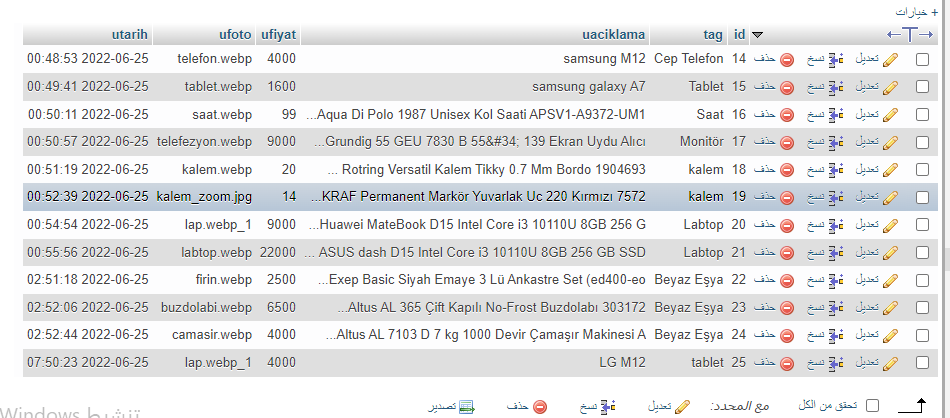 + خيارات
id tag uaciklama ufiyat ufoto utarih
تعديل نسخ حذف 14 Cep Telefon samsung M12 4000 telefon.webp 2022-06-25 00:48:53
تعديل نسخ حذف 15 Tablet samsung galaxy A7 1600 tablet.webp 2022-06-25 00:49:41
تعديل نسخ حذف 16 Saat Aqua Di Polo 1987 Unisex Kol Saati APSV1-A9372-UM1... 99 saat.webp 2022-06-25 00:50:11
تعديل نسخ حذف 17 Monitör Grundig 55 GEU 7830 B 55&#34; 139 Ekran Uydu Alıcı... 9000 telefezyon.webp 2022-06-25 00:50:57
تعديل نسخ حذف 18 kalem Rotring Versatil Kalem Tikky 0.7 Mm Bordo 1904693 ... 20 kalem.webp 2022-06-25 00:51:19
تعديل نسخ حذف 19 kalem KRAF Permanent Markör Yuvarlak Uc 220 Kırmızı 7572... 14 kalem_zoom.jpg 2022-06-25 00:52:39
تعديل نسخ حذف 20 Labtop Huawei MateBook D15 Intel Core i3 10110U 8GB 256 G... 9000 lap.webp_1 2022-06-25 00:54:54
تعديل نسخ حذف 21 Labtop ASUS dash D15 Intel Core i3 10110U 8GB 256 GB SSD ... 22000 labtop.webp 2022-06-25 00:55:56
تعديل نسخ حذف 22 Beyaz Eşya Exep Basic Siyah Emaye 3 Lü Ankastre Set (ed400-eo... 2500 firin.webp 2022-06-25 02:51:18
تعديل نسخ حذف 23 Beyaz Eşya Altus AL 365 Çift Kapılı No-Frost Buzdolabı 303172... 6500 buzdolabi.webp 2022-06-25 02:52:06
تعديل نسخ حذف 24 Beyaz Eşya Altus AL 7103 D 7 kg 1000 Devir Çamaşır Makinesi A... 4000 camasir.webp 2022-06-25 02:52:44
تعديل نسخ حذف 25 tablet LG M12 4000 lap.webp_1 2022-06-25 07:50:23
تحقق من الكل مع المحدد: تعديل نسخ حذف تصدير
تنشيط Windows